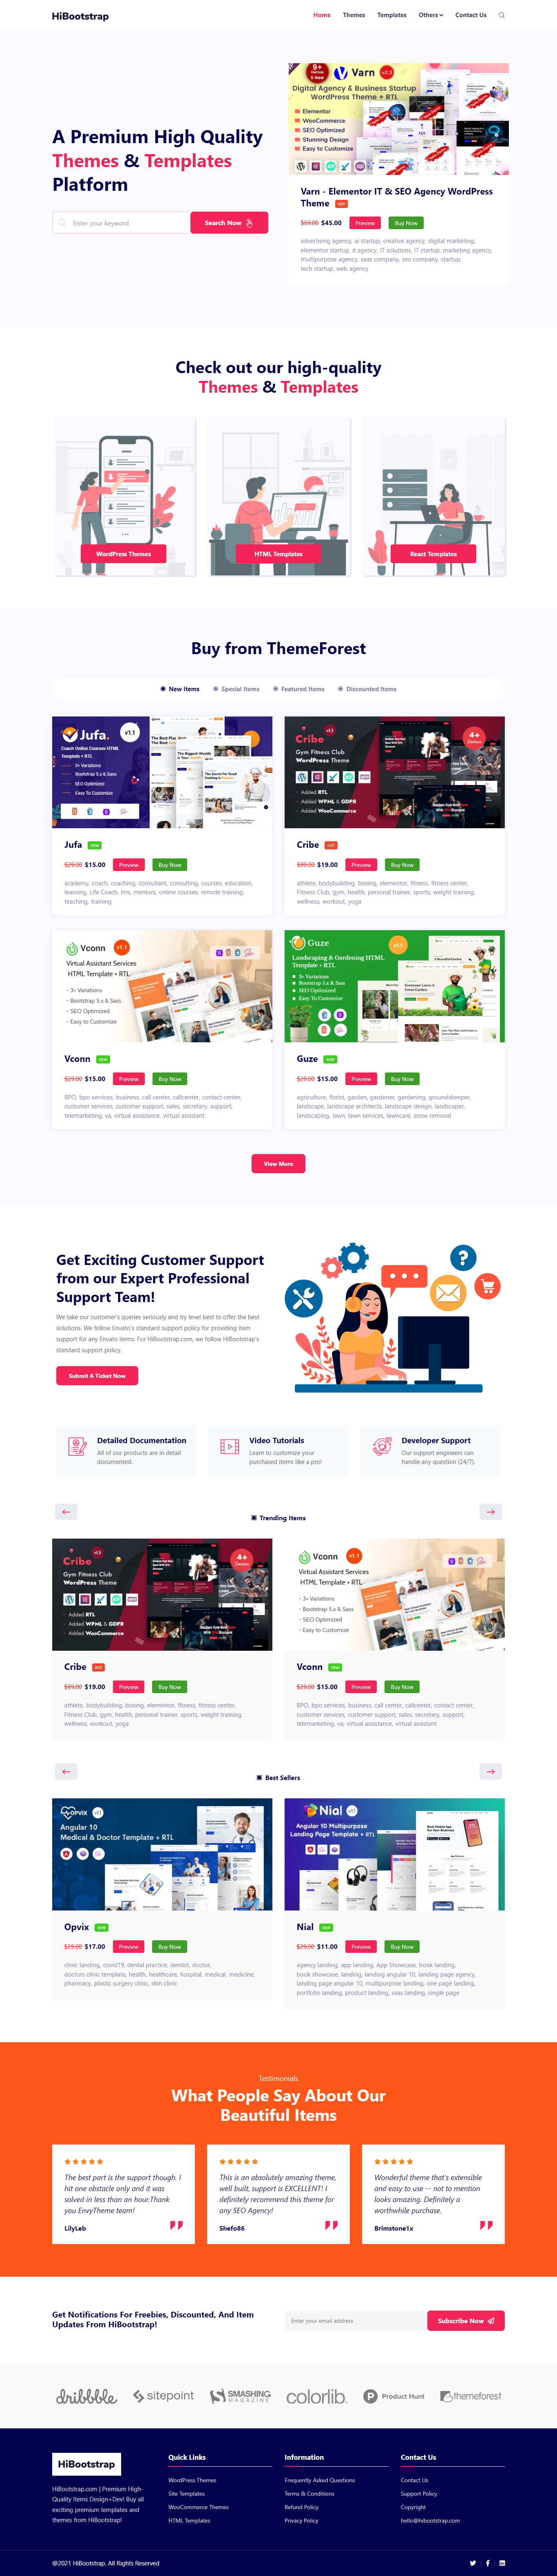 HiBootstrap
Home Themes Templates Others Contact Us
A Premium High Quality
Themes & Templates
Platform
Enter your keyword
Search Now
Varn v2.3
Digital Agency & Business Startup
WordPress Theme + RTL
Elementor
WooCommerce
SEO Optimized
Stunning Design
Easy to Customize
Varn - Elementor IT & SEO Agency WordPress
Theme HOT
$69.00 $45.00 Preview Buy Now
advertising agency, ai startup, creative agency, digital marketing,
elementor startup, it agency, IT solutions, IT startup, marketing agency,
multipurpose agency, saas company, seo company, startup,
tech startup, web agency
Check out our high-quality
Themes & Templates
WordPress Themes
HTML Templates
React Templates
Buy from ThemeForest
New Items Special Items Featured Items Discounted Items
Jufa. v1.1
Coach Online Courses HTML
Template + RTL
3+ Variations
Bootstrap 5.x & Sass
SEO Optimized
Easy To Customize
Jufa NEW
$29.00 $15.00 Preview Buy Now
academy, coach, coaching, consultant, consulting, courses, education,
learning, Life Coach, lms, mentors, online courses, remote training,
teaching, training
Cribe
Gym Fitness Club
WordPress Theme
4+
Demos
Added RTL
Added WPML & GDPR
Added WooCommerce
Cribe HOT
$99.00 $19.00 Preview Buy Now
athlete, bodybuilding, boxing, elementor, fitness, fitness center,
Fitness Club, gym, health, personal trainer, sports, weight training,
wellness, workout, yoga
Vconn v1.1
Virtual Assistant Services
HTML Template + RTL
- 3+ Variations
- Bootstrap 5.x & Sass
- SEO Optimized
- Easy to Customize
Vconn NEW
$29.00 $15.00 Preview Buy Now
BPO, bpo services, business, call center, callcenter, contact center,
customer services, customer support, sales, secretary, support,
telemarketing, va, virtual assistance, virtual assistant
Guze v1.1
Landscaping & Gardening HTML
Template + RTL
3+ Variations
Bootstrap 5.x & Sass
SEO Optimized
Easy To Customize
Guze NEW
$29.00 $15.00 Preview Buy Now
agriculture, florist, garden, gardener, gardening, groundskeeper,
landscape, landscape architects, landscape design, landscaper,
landscaping, lawn, lawn services, lawncare, snow removal
View More
Get Exciting Customer Support
from our Expert Professional
Support Team!
We take our customer's queries seriously and try level best to offer the best
solutions. We follow Envato's standard support policy for providing item
support for any Envato items. For HiBootstrap.com, we follow HiBootstrap's
standard support policy.
Submit A Ticket Now
Detailed Documentation
All of our products are in detail
documented.
Video Tutorials
Learn to customize your
purchased items like a pro!
Developer Support
Our support engineers can
handle any question (24/7).
Trending Items
Cribe
Gym Fitness Club
WordPress Theme
4+
Demos
Added RTL
Added WPML & GDPR
Added WooCommerce
Cribe HOT
$99.00 $19.00 Preview Buy Now
athlete, bodybuilding, boxing, elementor, fitness, fitness center,
Fitness Club, gym, health, personal trainer, sports, weight training,
wellness, workout, yoga
Vconn v1.1
Virtual Assistant Services
HTML Template + RTL
- 3+ Variations
- Bootstrap 5.x & Sass
- SEO Optimized
- Easy to Customize
Vconn NEW
$29.00 $15.00 Preview Buy Now
BPO, bpo services, business, call center, callcenter, contact center,
customer services, customer support, sales, secretary, support,
telemarketing, va, virtual assistance, virtual assistant
Best Sellers
OPVIX
Angular 10
Medical & Doctor Template + RTL
Opvix NEW
$29.00 $17.00 Preview Buy Now
clinic landing, covid19, dental practice, dentist, doctor,
doctors clinic template, health, healthcare, hospital, medical, medicine,
pharmacy, plastic surgery clinic, skin clinic
Nial
Angular 10 Multipurpose
Landing Page Template + RTL
Nial NEW
$29.00 $11.00 Preview Buy Now
agency landing, app landing, App Showcase, book landing,
book showcase, landing, landing angular 10, landing page agency,
landing page angular 10, multipurpose landing, one page landing,
portfolio landing, product landing, saas landing, single page
Testimonials
What People Say About Our
Beautiful Items
The best part is the support though. I
hit one obstacle only and it was
solved in less than an hour.Thank
you EnvyTheme team!
LilyLeb
This is an absolutely amazing theme,
well built, support is EXCELLENT! I
definitely recommend this theme for
any SEO Agency!
Shefo86
Wonderful theme that's extensible
and easy to use -- not to mention
looks amazing. Definitely a
worthwhile purchase.
Brimstone1x
Get Notifications For Freebies, Discounted, And Item
Updates From HiBootstrap!
Enter your email address
Subscribe Now
dribbble sitepoint SMASHING MAGAZINE colorlib. Product Hunt themeforest
HiBootstrap
HiBootstrap.com | Premium High-
Quality Items Design+Dev! Buy all
exciting premium templates and
themes from HiBootstrap!
Quick Links
WordPress Themes
Site Templates
WooCommerce Themes
HTML Templates
Information
Frequently Asked Questions
Terms & Conditions
Refund Policy
Privacy Policy
Contact Us
Contact Us
Support Policy
Copyright
hello@hibootstrap.com
@2021 HiBootstrap. All Rights Reserved